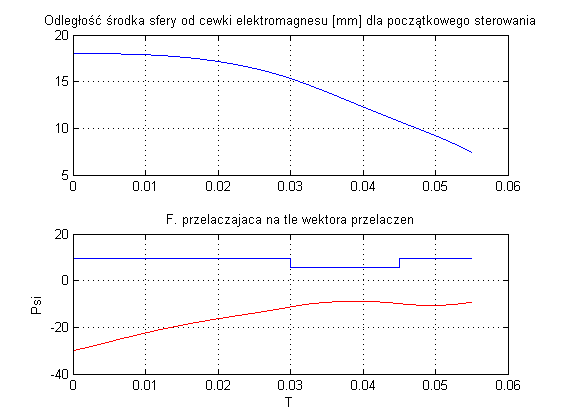 Odległość środka sfery od cewki elektromagnesu [mm] dla początkowego sterowania
20
15
10
5
0 0.01 0.02 0.03 0.04 0.05 0.06
F. przelaczajaca na tle wektora przelaczen
20
0
-20
-40
Psi
0 0.01 0.02 0.03 0.04 0.05 0.06
T